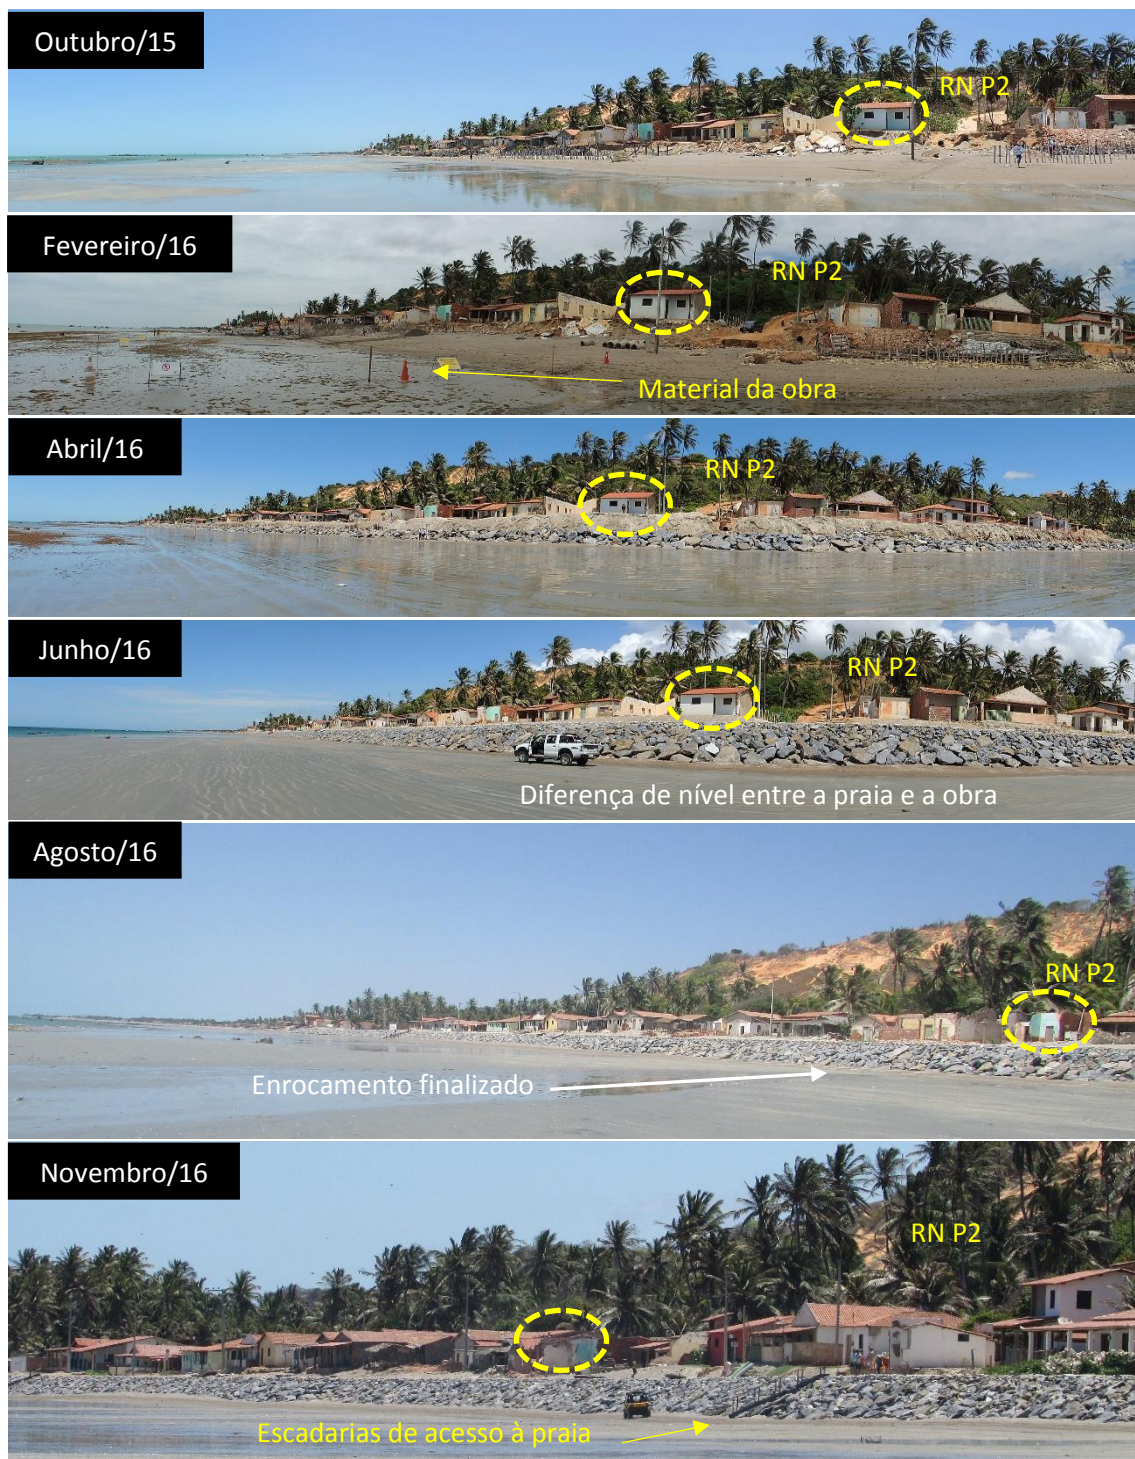 Outubro/15
RN P2
Fevereiro/16
RN P2
Material da obra
Abril/16
RN P2
Junho/16
RN P2
Diferença de nível entre a praia e a obra
Agosto/16
RN P2
Enrocamento finalizado
Novembro/16
RN P2
Escadarias de acesso à praia